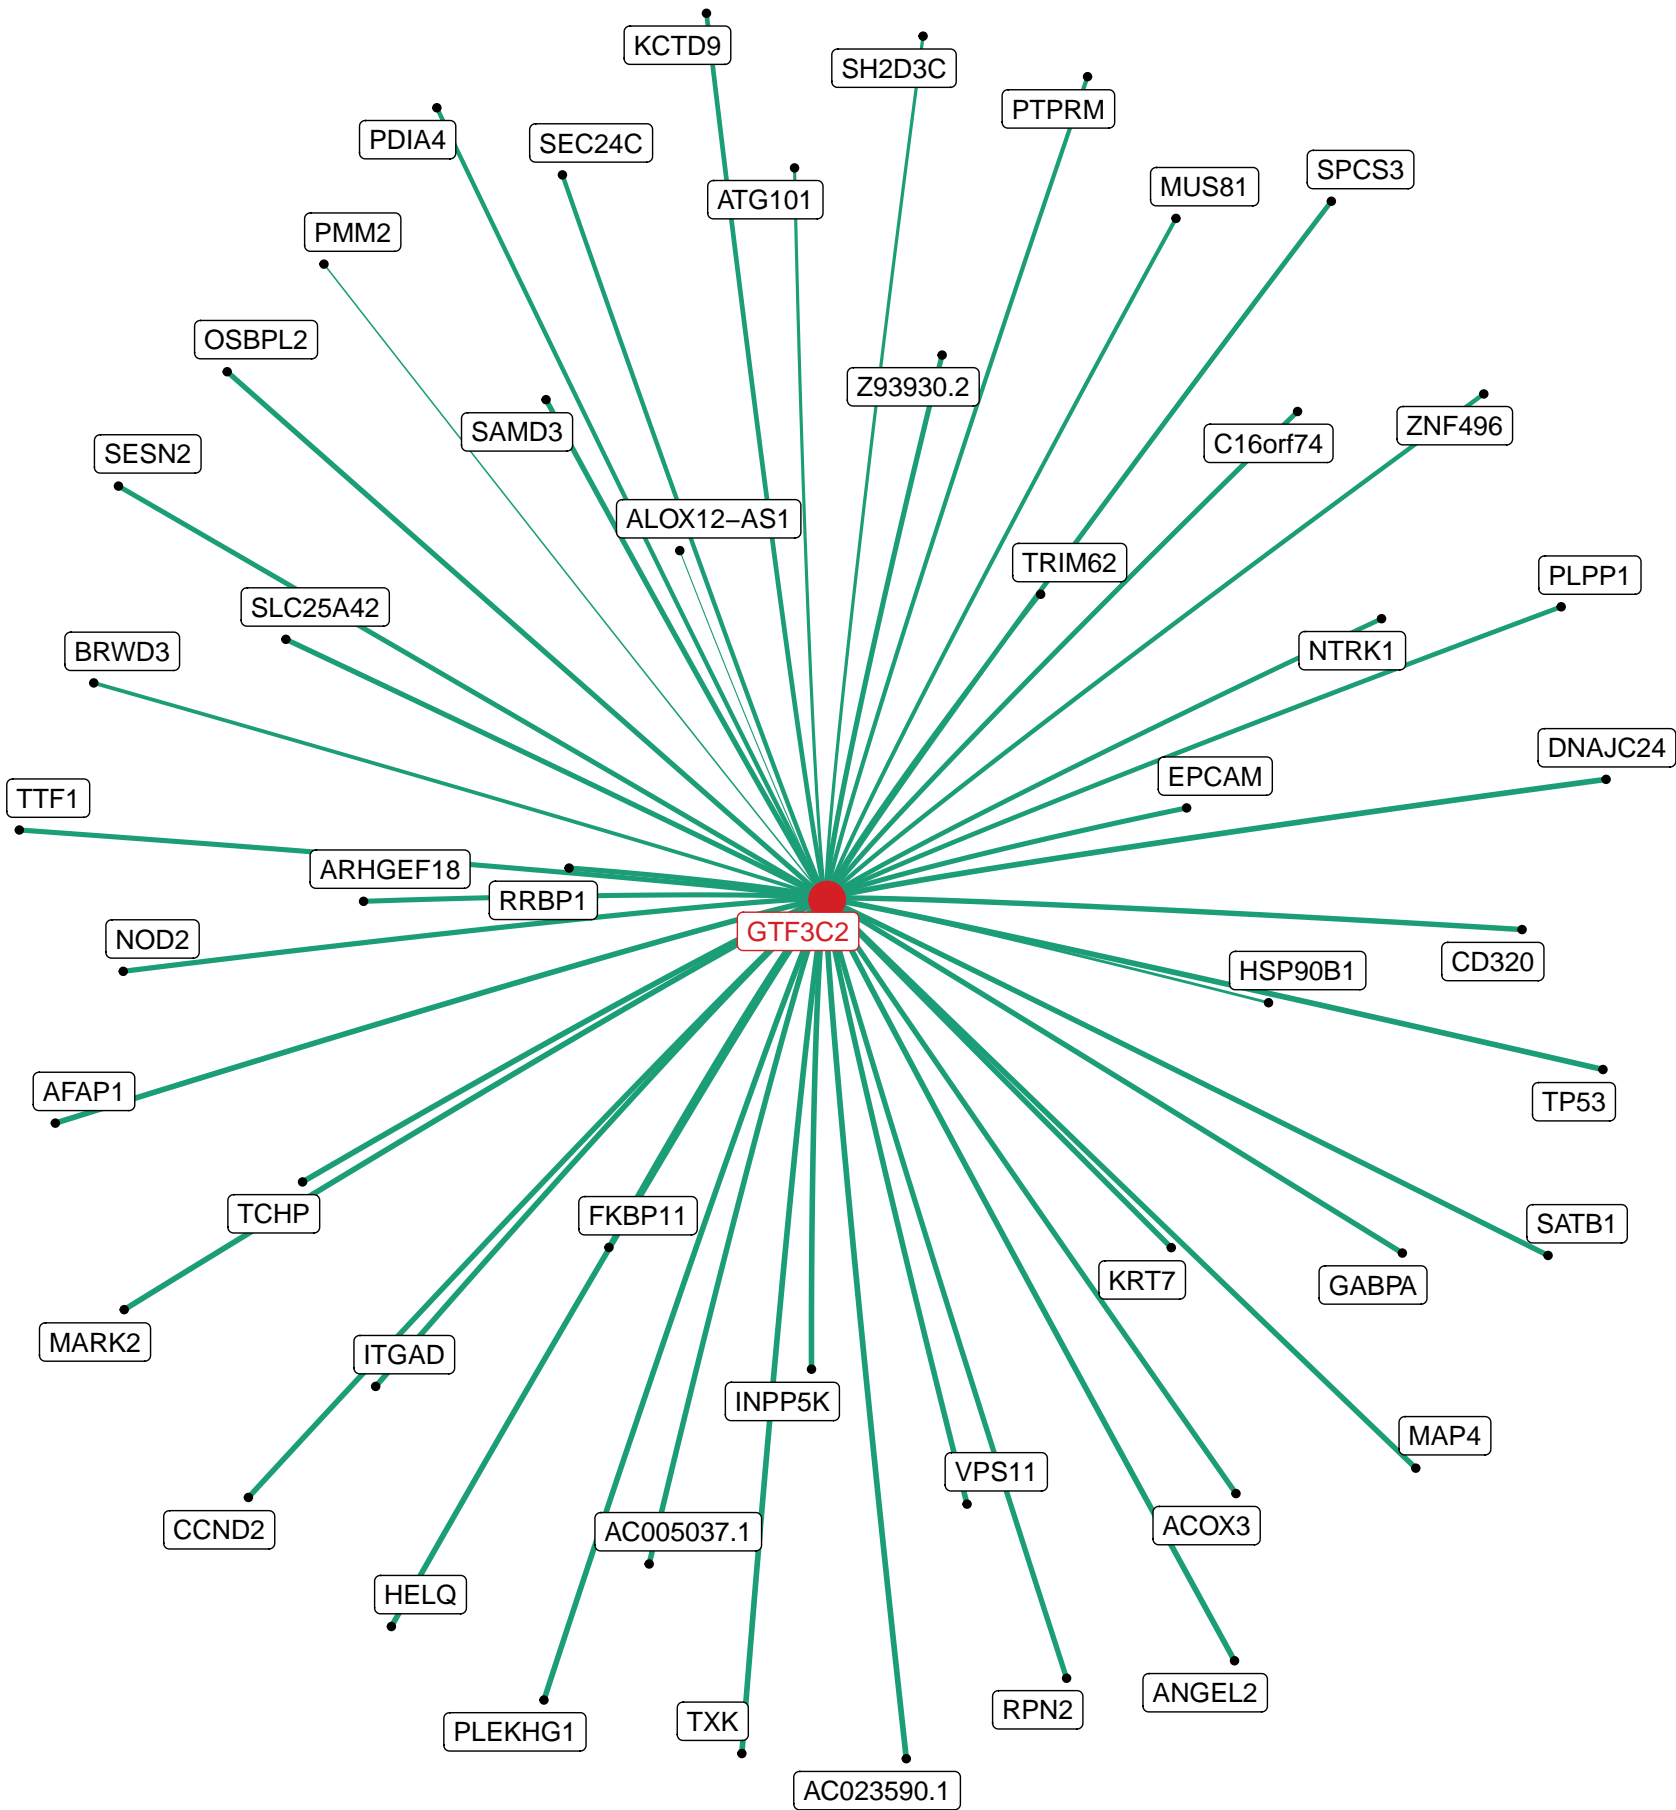 KCTD9
SH2D3C
PTPRM
PDIA4
SEC24C
SPCS3
MUS81
ATG101
PMM2
OSBPL2
Z93930.2
ZNF496
SAMD3
C16orf74
SESN2
ALOX12−AS1
TRIM62
PLPP1
SLC25A42
NTRK1
BRWD3
DNAJC24
EPCAM
TTF1
ARHGEF18
RRBP1
GTF3C2
NOD2
CD320
HSP90B1
AFAP1
TP53
TCHP
FKBP11
SATB1
KRT7
GABPA
MARK2
ITGAD
INPP5K
MAP4
VPS11
CCND2
AC005037.1
ACOX3
HELQ
ANGEL2
RPN2
TXK
PLEKHG1
AC023590.1